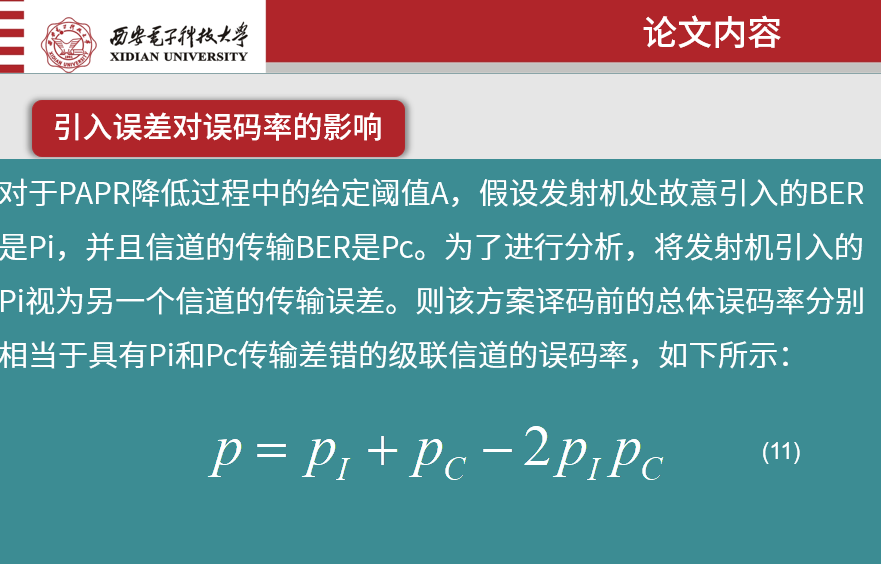 西安电子科技大学
XIDIAN UNIVERSITY
论文内容
引入误差对误码率的影响
对于PAPR降低过程中的给定阈值A，假设发射机处故意引入的BER
是Pi，并且信道的传输BER是Pc。为了进行分析，将发射机引入的
Pi视为另一个信道的传输误差。则该方案译码前的总体误码率分别
相当于具有Pi和Pc传输差错的级联信道的误码率，如下所示：
p = p_I + p_C − 2p_I p_C (11)